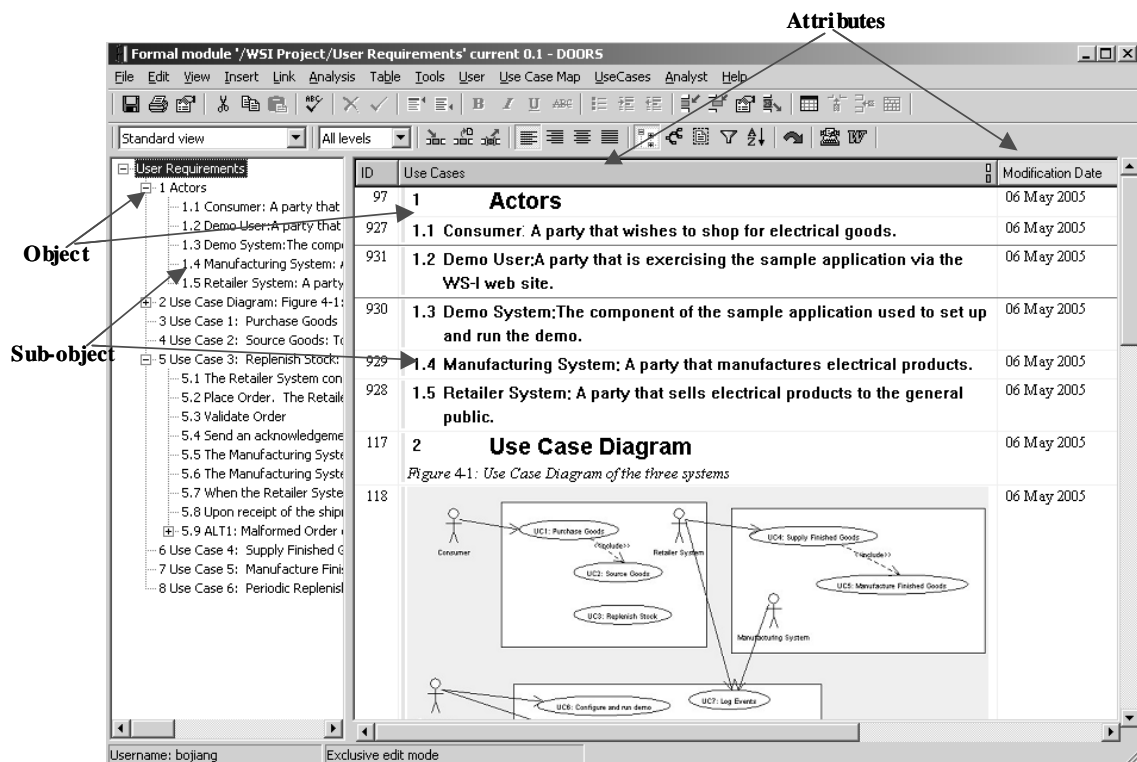 Attributes
Formal module '/WSI Project/User Requirements' current 0.1 - DOORS
File Edit View Insert Link Analysis Table Tools User Use Case Map UseCases Analyst Help
Standard view
All levels
User Requirements
1 Actors
1.1 Consumer: A party that
1.2 Demo User:A party that
1.3 Demo System:The compo
1.4 Manufacturing System: A
1.5 Retailer System: A party
2 Use Case Diagram: Figure 4-1:
3 Use Case 1: Purchase Goods
4 Use Case 2: Source Goods: To
5 Use Case 3: Replenish Stock:
5.1 The Retailer System con
5.2 Place Order. The Retaile
5.3 Validate Order
5.4 Send an acknowledgeme
5.5 The Manufacturing Syste
5.6 The Manufacturing Syste
5.7 When the Retailer Syste
5.8 Upon receipt of the shipr
5.9 ALT1: Malformed Order
6 Use Case 4: Supply Finished G
7 Use Case 5: Manufacture Finis
8 Use Case 6: Periodic Replenis
Object
Sub-object
ID Use Cases Modification Date
97 1 Actors 06 May 2005
927 1.1 Consumer: A party that wishes to shop for electrical goods. 06 May 2005
931 1.2 Demo User;A party that is exercising the sample application via the 06 May 2005
WS-I web site.
930 1.3 Demo System;The component of the sample application used to set up 06 May 2005
and run the demo.
929 1.4 Manufacturing System; A party that manufactures electrical products. 06 May 2005
928 1.5 Retailer System; A party that sells electrical products to the general 06 May 2005
public.
117 2 Use Case Diagram 06 May 2005
Figure 4-1: Use Case Diagram of the three systems
118 06 May 2005
UC1: Purchase Goods
Consumer
<<include>>
Retailer System
UC2: Source Goods
UC3: Replenish Stock
UC4: Supply Finished Goods
<<include>>
UC5: Manufacture Finished Goods
Manufacturing System
UC6: Configure and run demo
UC7: Log Events
Username: bojiang
Exclusive edit mode